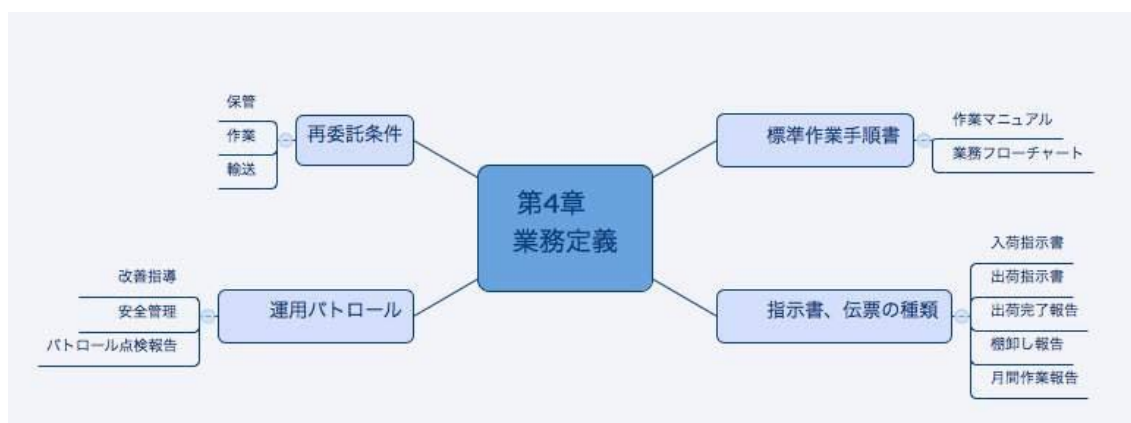 第4章
業務定義
再委託条件
保管
作業
輸送
運用パトロール
改善指導
安全管理
パトロール点検報告
標準作業手順書
作業マニュアル
業務フローチャート
指示書、伝票の種類
入荷指示書
出荷指示書
出荷完了報告
棚卸し報告
月間作業報告